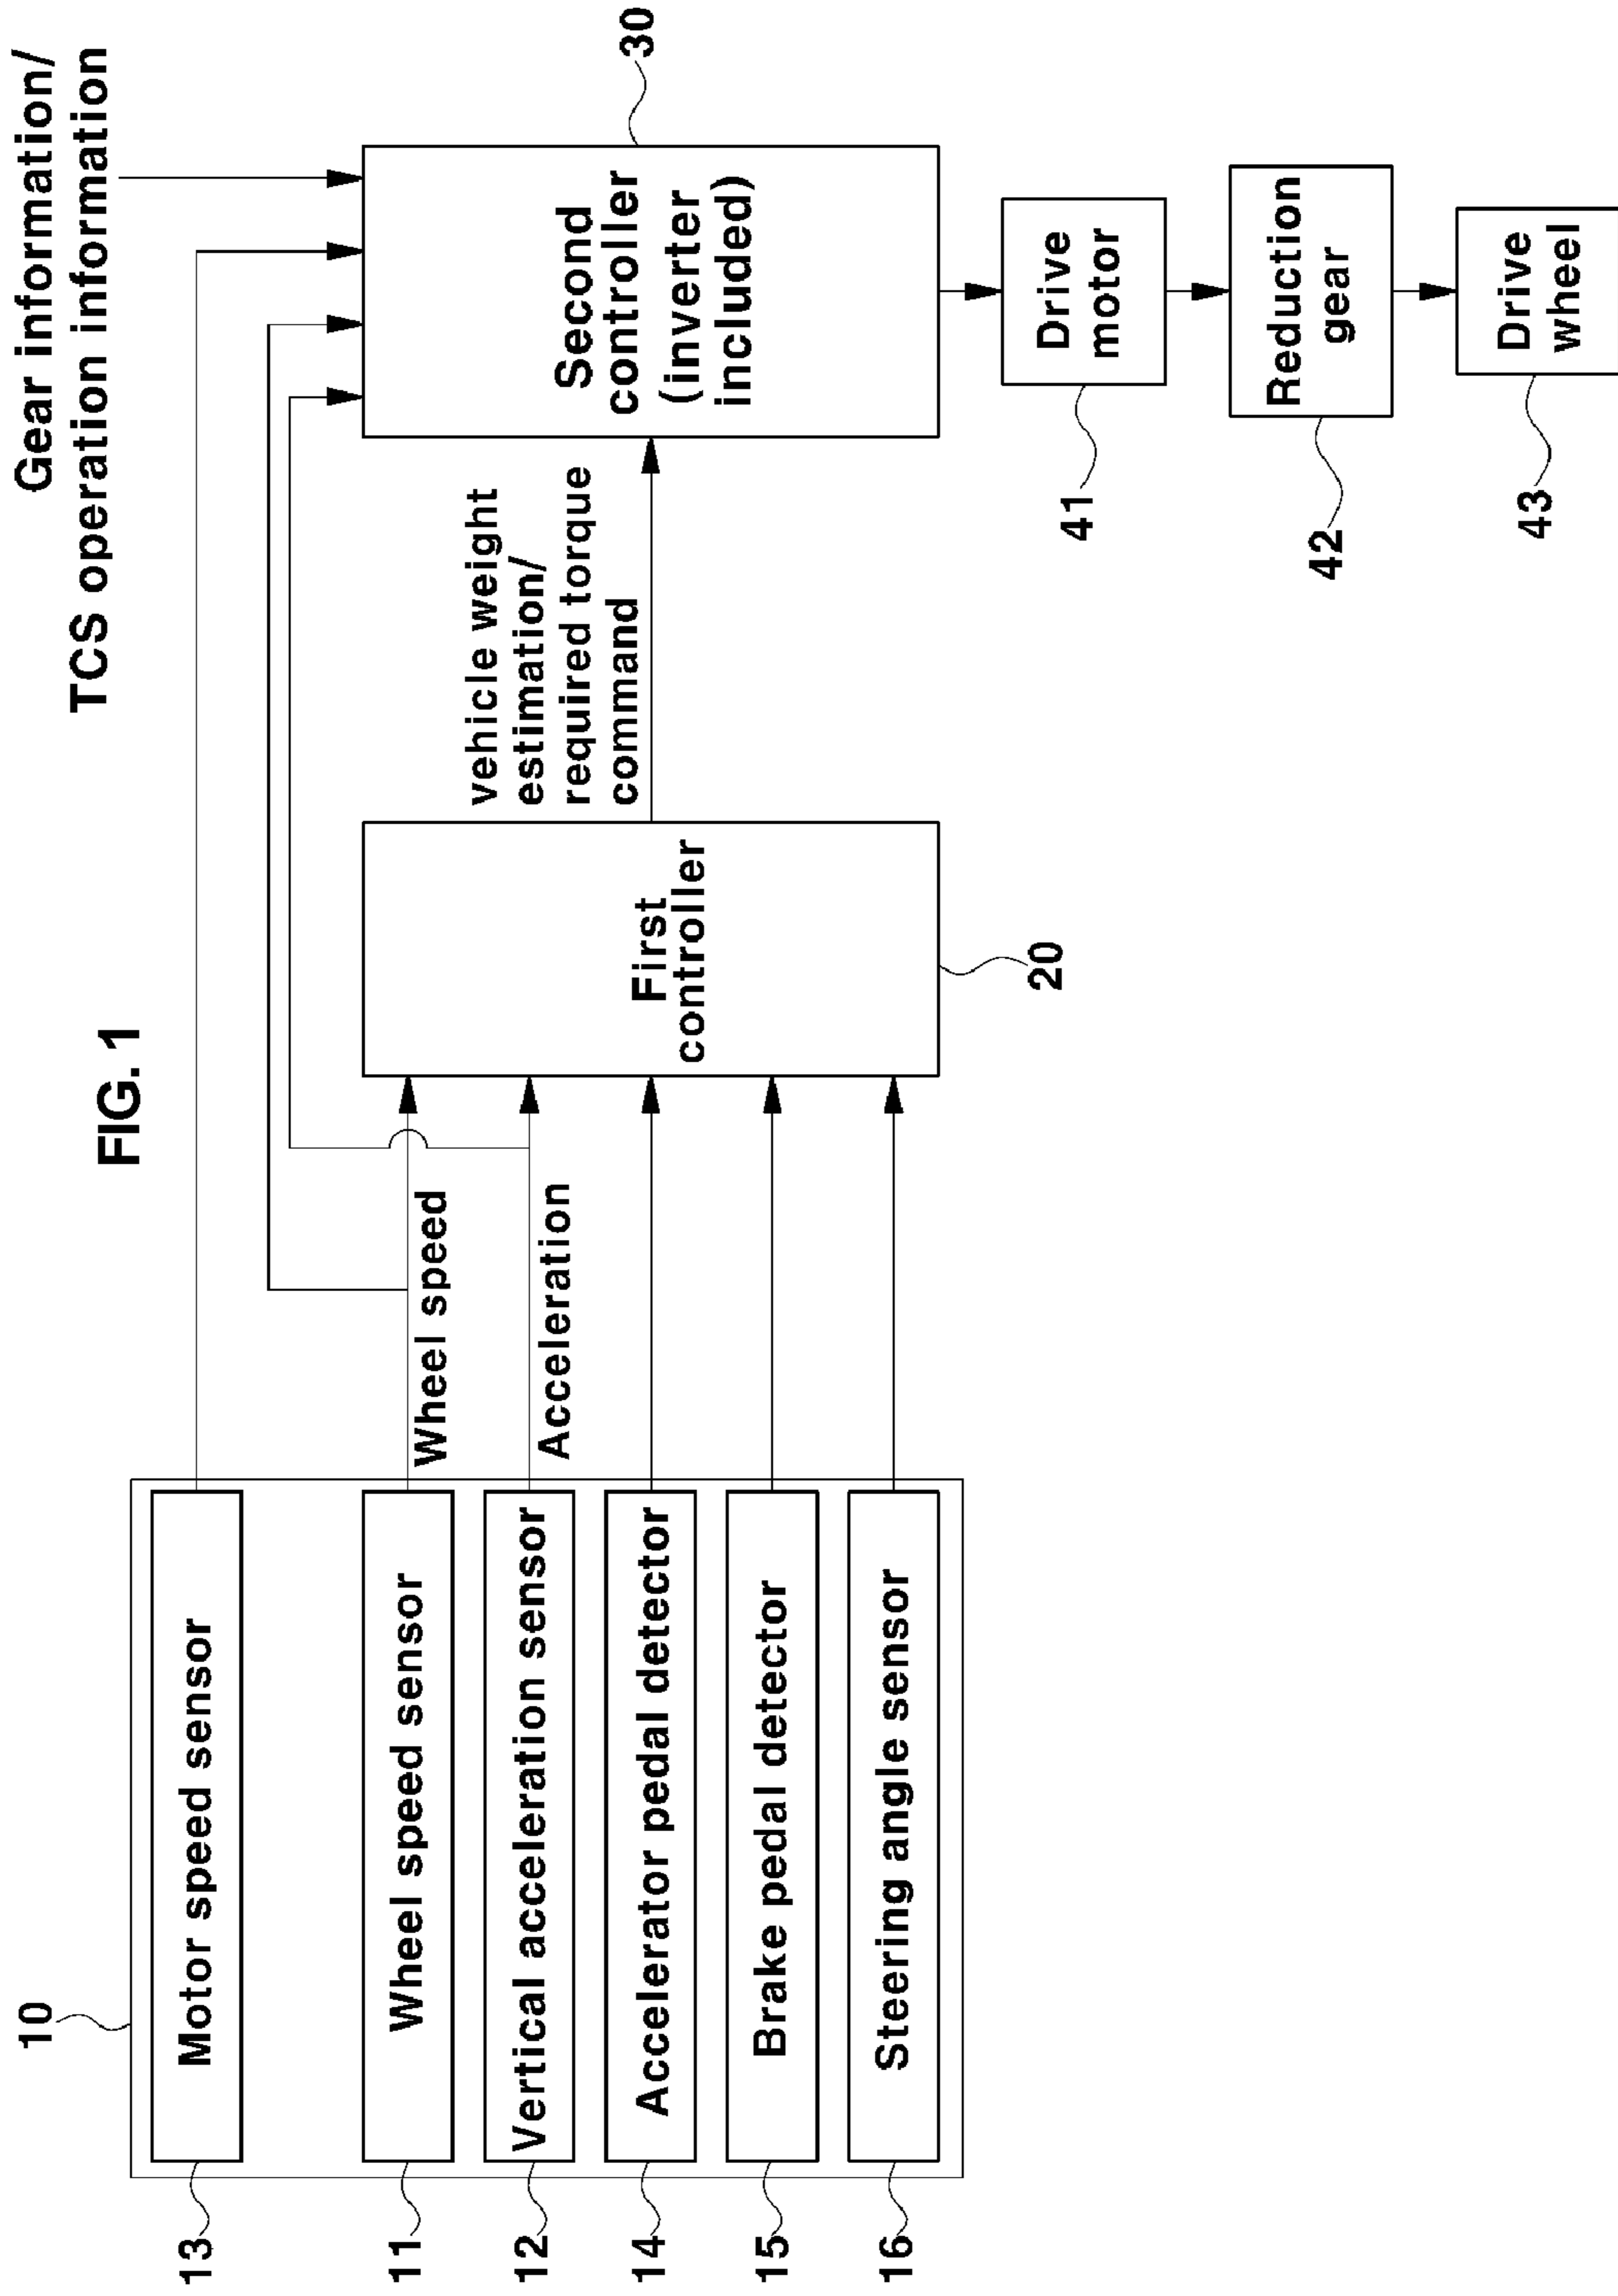 FIG. 1
Gear information/
TCS operation information
10
13
Motor speed sensor
11
Wheel speed sensor
Wheel speed
12
Vertical acceleration sensor
Acceleration
14
Accelerator pedal detector
15
Brake pedal detector
16
Steering angle sensor
First
controller
20
vehicle weight
estimation/
required torque
command
Second
controller
(inverter
included)
30
Drive
motor
41
Reduction
gear
42
Drive
wheel
43